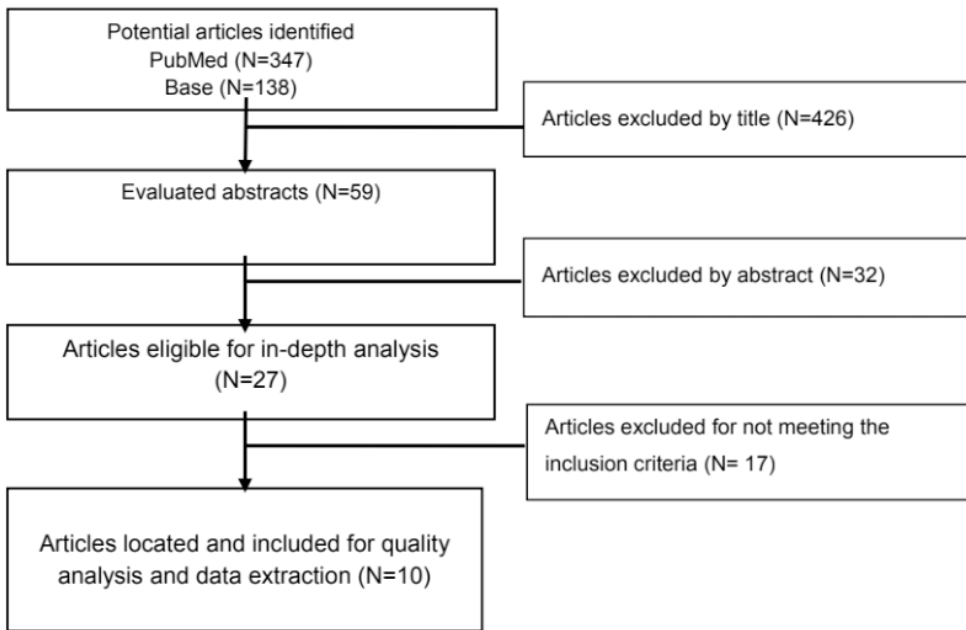 Potential articles identified
PubMed (N=347)
Base (N=138)
Articles excluded by title (N=426)
Evaluated abstracts (N=59)
Articles excluded by abstract (N=32)
Articles eligible for in-depth analysis
(N=27)
Articles excluded for not meeting the
inclusion criteria (N= 17)
Articles located and included for quality
analysis and data extraction (N=10)